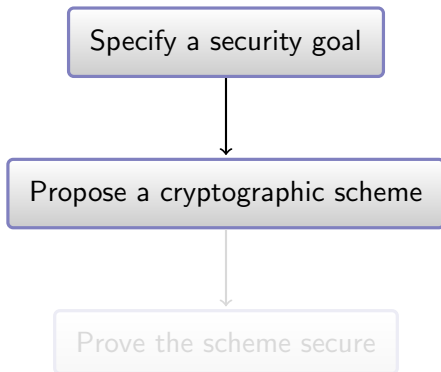 Specify a security goal
Propose a cryptographic scheme
Prove the scheme secure